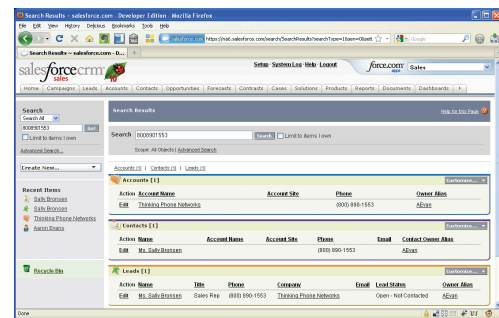 Search Results - salesforce.com - Developer Edition - Mozilla Firefox
File Edit View History Delicious Bookmarks Tools Help
salesforce.com https://na6.salesforce.com/search/SearchResults?searchType=1&sen=0&sett
Google
Search Results ~ salesforce.com - D...
salesforcecrm
sales
Setup · System Log · Help · Logout
force.com
apps
Sales
Home Campaigns Leads Accounts Contacts Opportunities Forecasts Contracts Cases Solutions Products Reports Documents Dashboards
Search
Search All
8008901553 Go!
Limit to items I own
Advanced Search...
Create New...
Recent Items
Sally Bronsen
Sally Bronsen
Thinking Phone Networks
Aaron Evans
Recycle Bin
Search Results
Help for this Page
Search 8008901553 Search Limit to items I own
Scope: All Objects | Advanced Search
Accounts [1] | Contacts [1] | Leads [1]
Accounts [1] Customize...
Action Account Name Account Site Phone Owner Alias
Edit Thinking Phone Networks (800) 890-1553 AEvan
Contacts [1] Customize...
Action Name Account Name Account Site Phone Email Contact Owner Alias
Edit Ms. Sally Bronsen (800) 890-1553 AEvan
Leads [1] Customize...
Action Name Title Phone Company Email Lead Status Owner Alias
Edit Ms. Sally Bronsen Sales Rep (800) 890-1553 Thinking Phone Networks Open - Not Contacted AEvan
Done